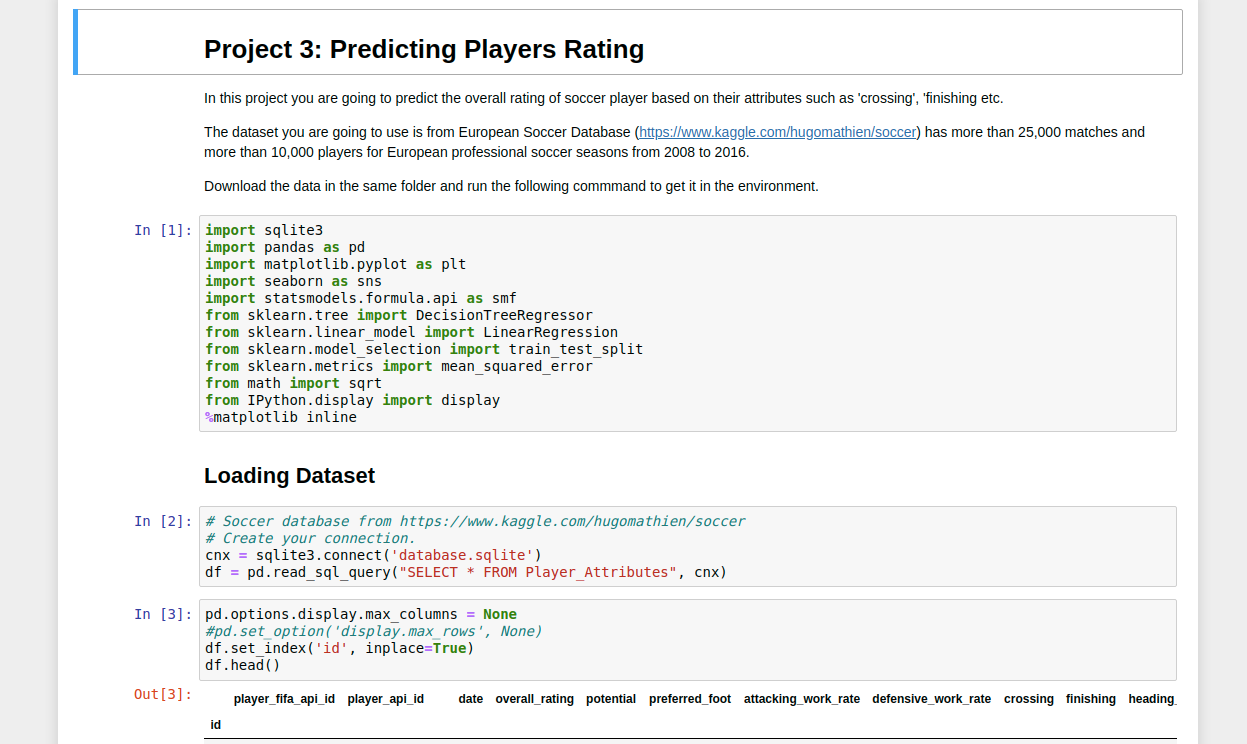 Project 3: Predicting Players Rating
In this project you are going to predict the overall rating of soccer player based on their attributes such as 'crossing', 'finishing etc.
The dataset you are going to use is from European Soccer Database (https://www.kaggle.com/hugomathien/soccer) has more than 25,000 matches and
more than 10,000 players for European professional soccer seasons from 2008 to 2016.
Download the data in the same folder and run the following commmand to get it in the environment.
In [1]:
import sqlite3
import pandas as pd
import matplotlib.pyplot as plt
import seaborn as sns
import statsmodels.formula.api as smf
from sklearn.tree import DecisionTreeRegressor
from sklearn.linear_model import LinearRegression
from sklearn.model_selection import train_test_split
from sklearn.metrics import mean_squared_error
from math import sqrt
from IPython.display import display
%matplotlib inline
Loading Dataset
In [2]:
# Soccer database from https://www.kaggle.com/hugomathien/soccer
# Create your connection.
cnx = sqlite3.connect('database.sqlite')
df = pd.read_sql_query("SELECT * FROM Player_Attributes", cnx)
In [3]:
pd.options.display.max_columns = None
#pd.set_option('display.max_rows', None)
df.set_index('id', inplace=True)
df.head()
Out[3]:
player_fifa_api_id player_api_id date overall_rating potential preferred_foot attacking_work_rate defensive_work_rate crossing finishing heading_
id